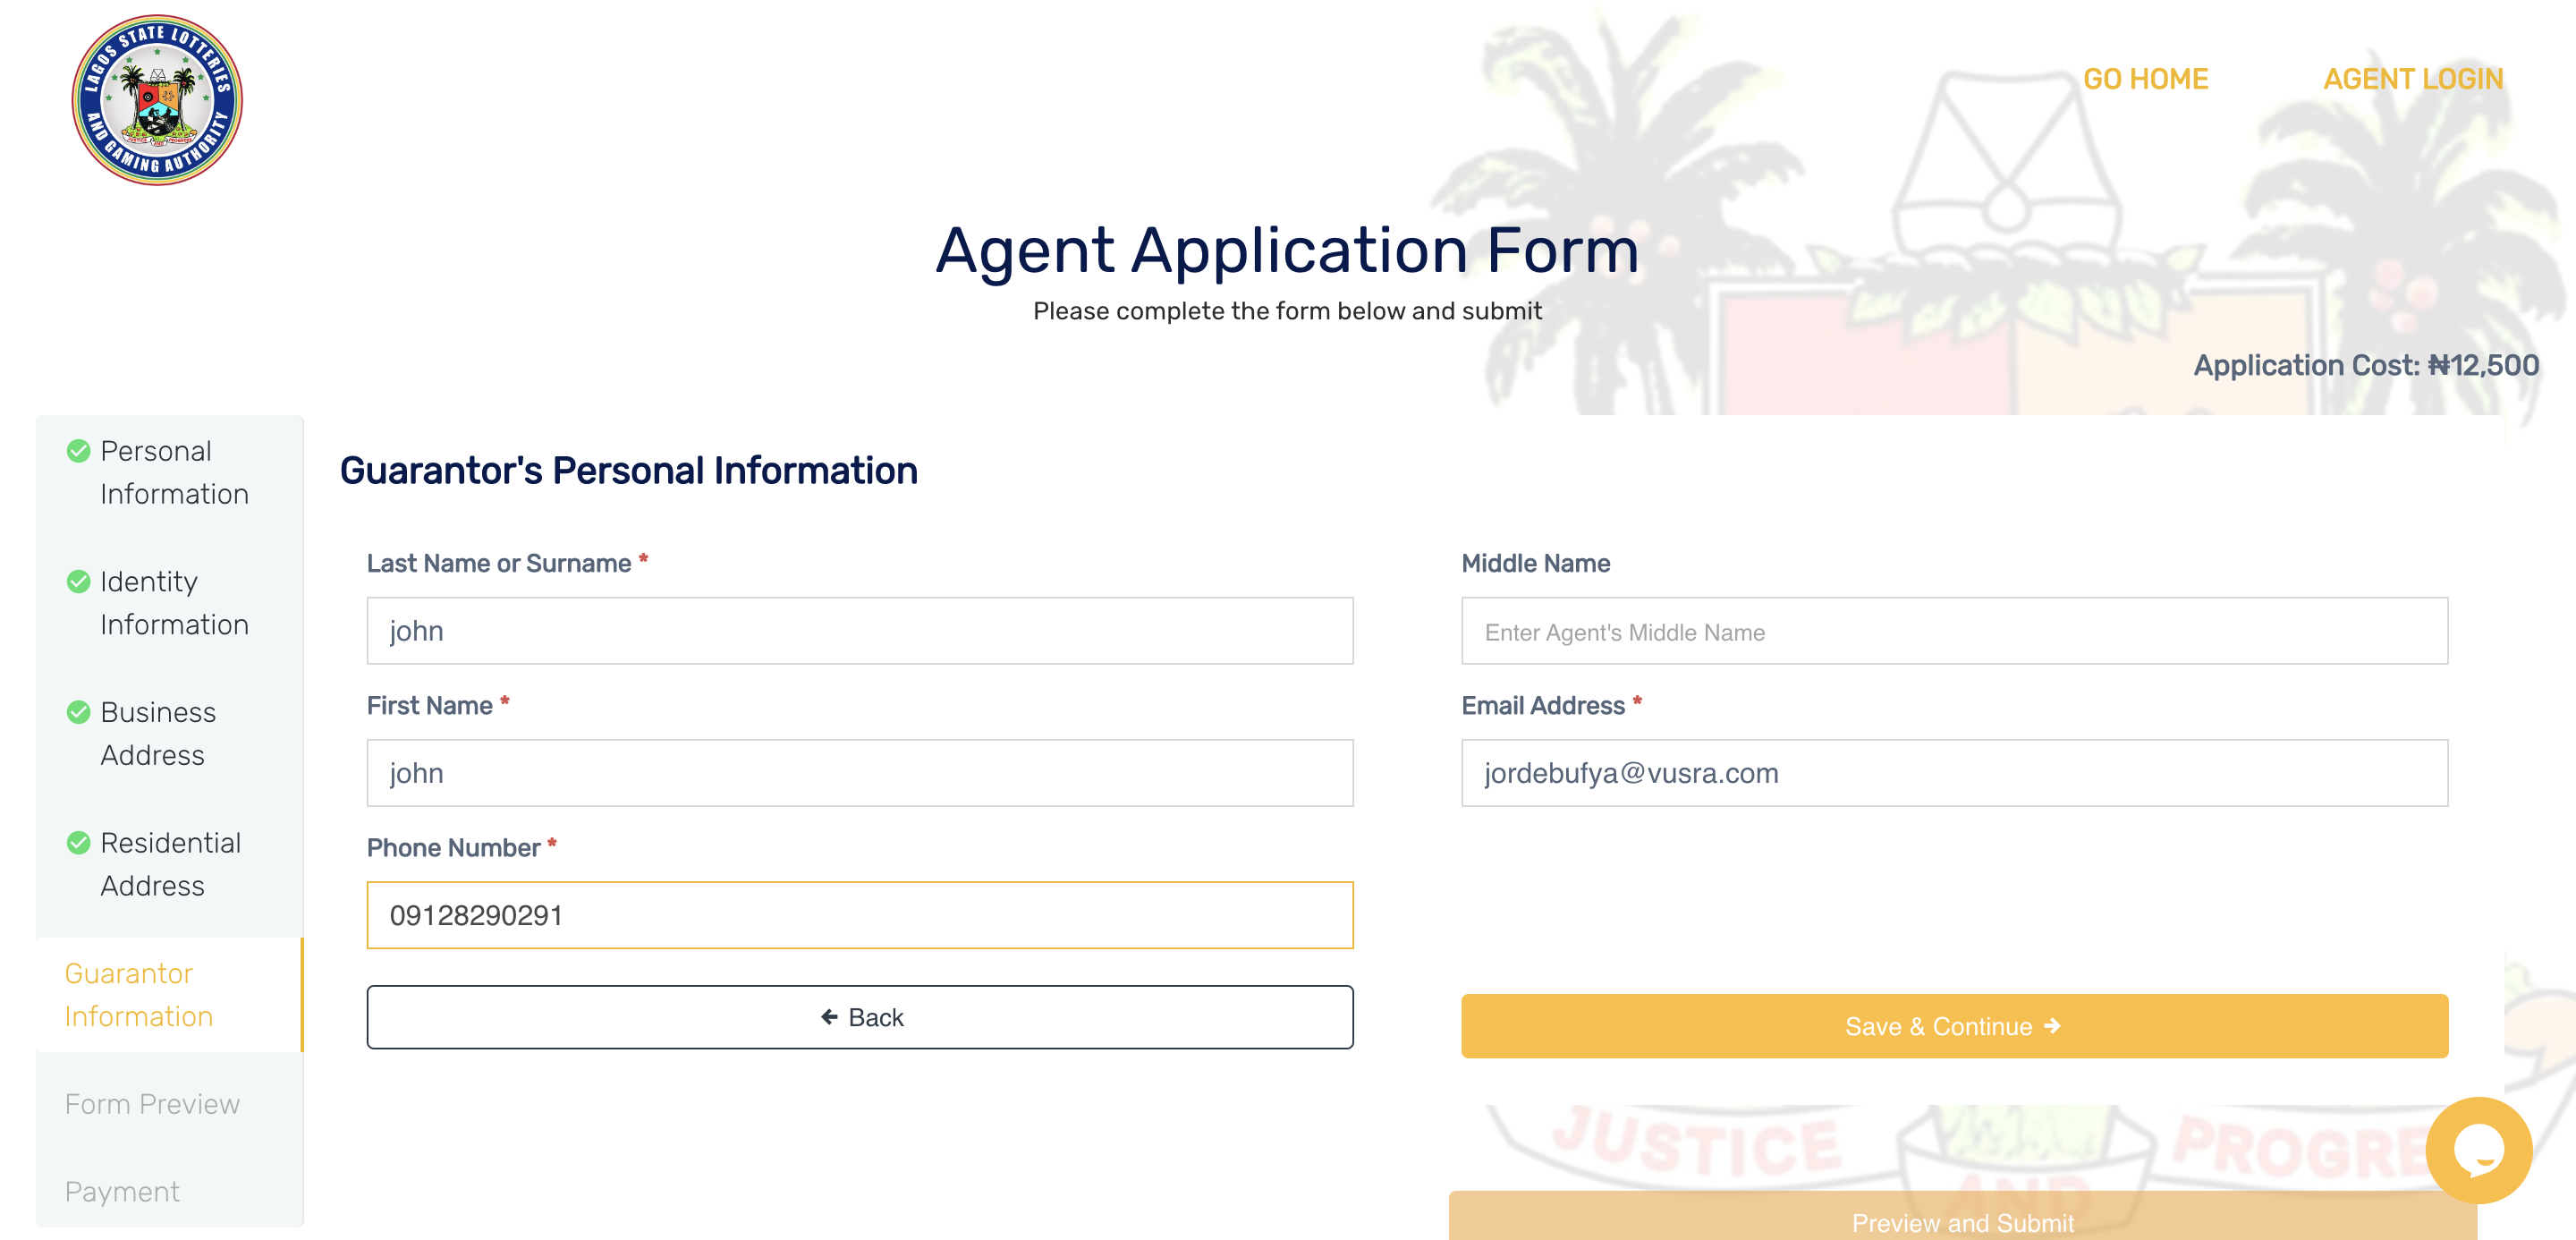 LAGOS STATE LOTTERIES
AND GAMING AUTHORITY
GO HOME
AGENT LOGIN
Agent Application Form
Please complete the form below and submit
Application Cost: ₦12,500
Personal
Information
Identity
Information
Business
Address
Residential
Address
Guarantor
Information
Form Preview
Payment
Guarantor's Personal Information
Last Name or Surname *
john
Middle Name
Enter Agent's Middle Name
First Name *
john
Email Address *
jordebufya@vusra.com
Phone Number *
09128290291
Back
Save & Continue
JUSTICE
AND
PROGRE
Preview and Submit